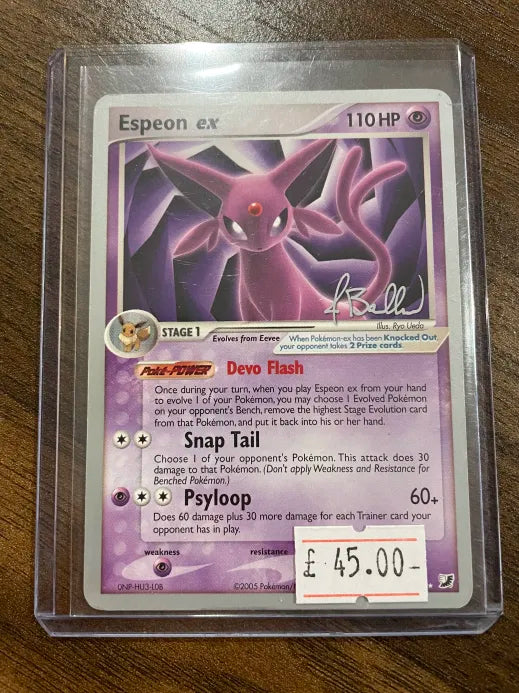 Espeon ex
110 HP
J Ballard
Illus. Ryo Ueda
STAGE 1
Evolves from Eevee
When Pokémon-ex has been Knocked Out, your opponent takes 2 Prize cards.
Poké-POWER Devo Flash
Once during your turn, when you play Espeon ex from your hand
to evolve 1 of your Pokémon, you may choose 1 Evolved Pokémon
on your opponent's Bench, remove the highest Stage Evolution card
from that Pokémon, and put it back into his or her hand.
Snap Tail
Choose 1 of your opponent's Pokémon. This attack does 30
damage to that Pokémon. (Don't apply Weakness and Resistance for
Benched Pokémon.)
Psyloop 60+
Does 60 damage plus 30 more damage for each Trainer card your
opponent has in play.
weakness
resistance
£ 45.00-
0NP-HU3-L08
©2005 Pokémon/